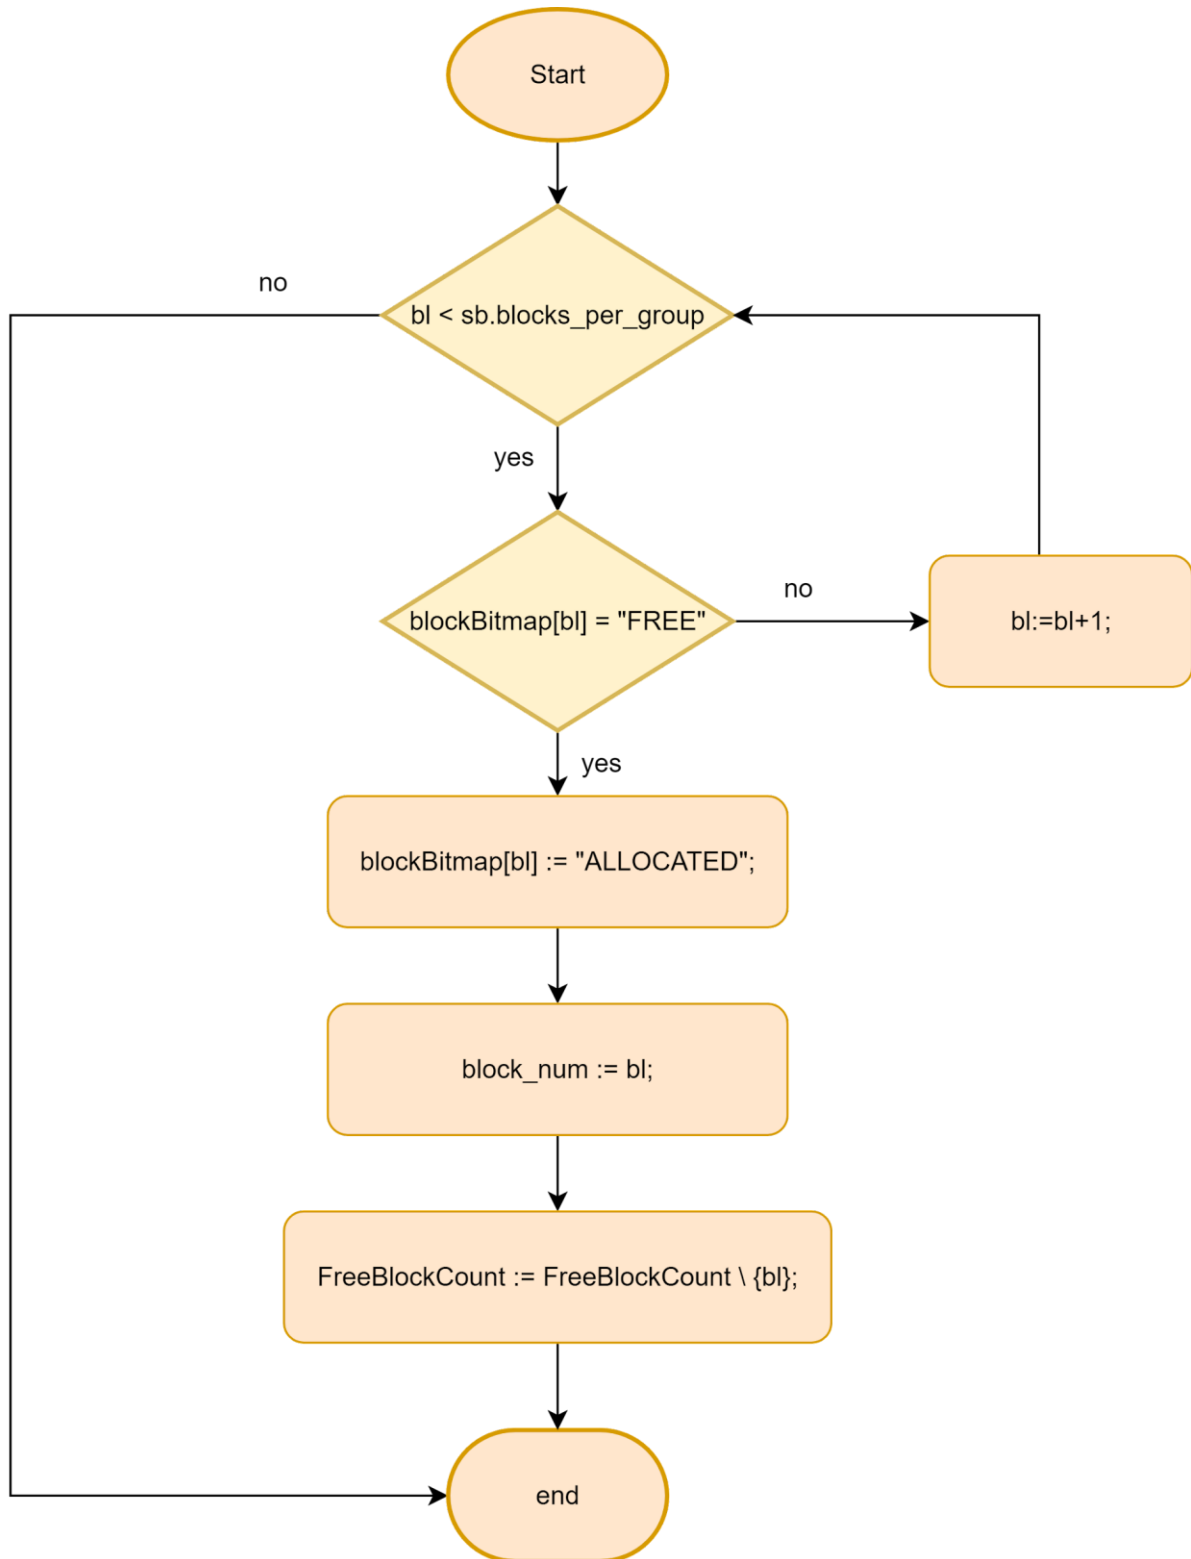 Start
no
bl < sb.blocks_per_group
yes
blockBitmap[bl] = "FREE"
no
bl:=bl+1;
yes
blockBitmap[bl] := "ALLOCATED";
block_num := bl;
FreeBlockCount := FreeBlockCount \ {bl};
end